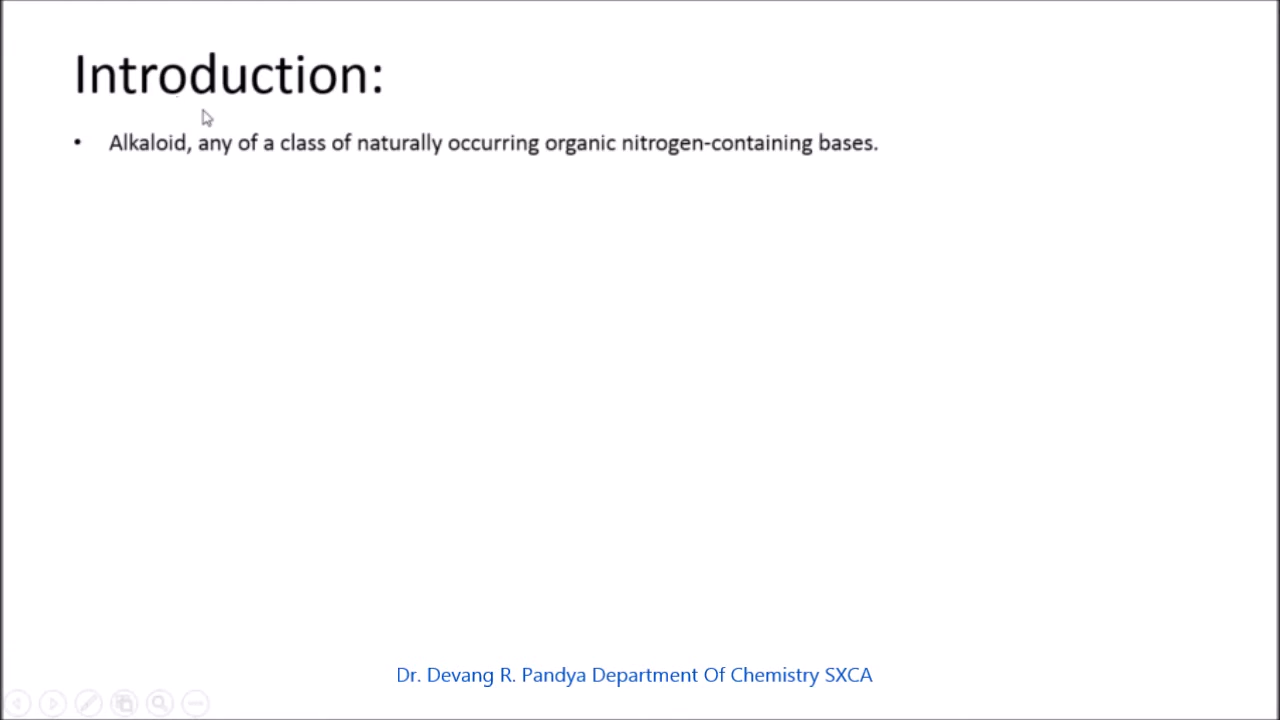 Introduction:
• Alkaloid, any of a class of naturally occurring organic nitrogen-containing bases.
Dr. Devang R. Pandya Department Of Chemistry SXCA